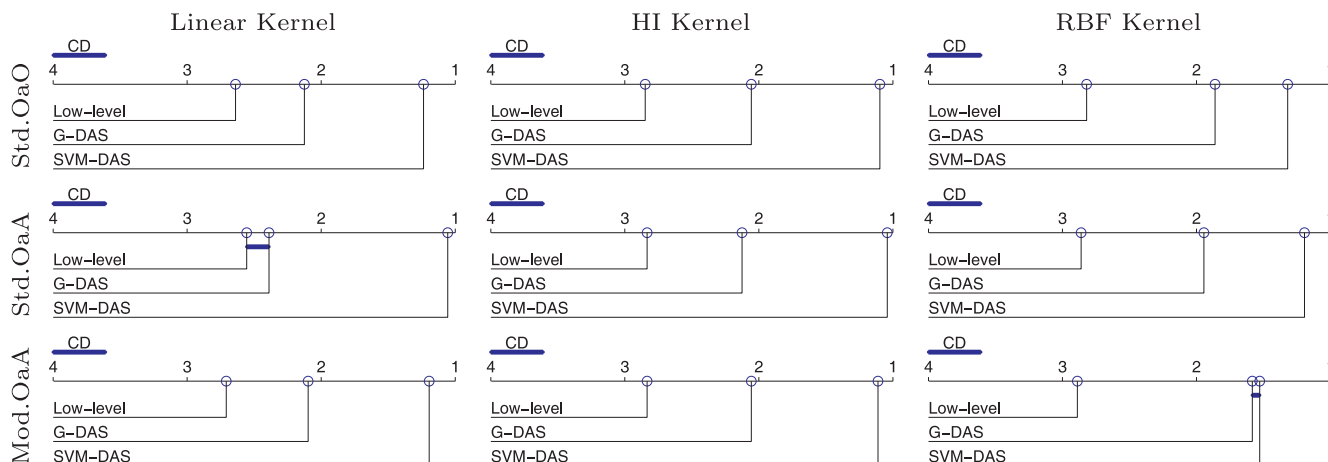 Linear Kernel HI Kernel RBF Kernel
CD CD CD
Std.OaO 4 3 2 1 4 3 2 1 4 3 2 1
Low-level Low-level Low-level
G-DAS G-DAS G-DAS
SVM-DAS SVM-DAS SVM-DAS
CD CD CD
Std.OaA 4 3 2 1 4 3 2 1 4 3 2 1
Low-level Low-level Low-level
G-DAS G-DAS G-DAS
SVM-DAS SVM-DAS SVM-DAS
CD CD CD
Mod.OaA 4 3 2 1 4 3 2 1 4 3 2 1
Low-level Low-level Low-level
G-DAS G-DAS G-DAS
SVM-DAS SVM-DAS SVM-DAS